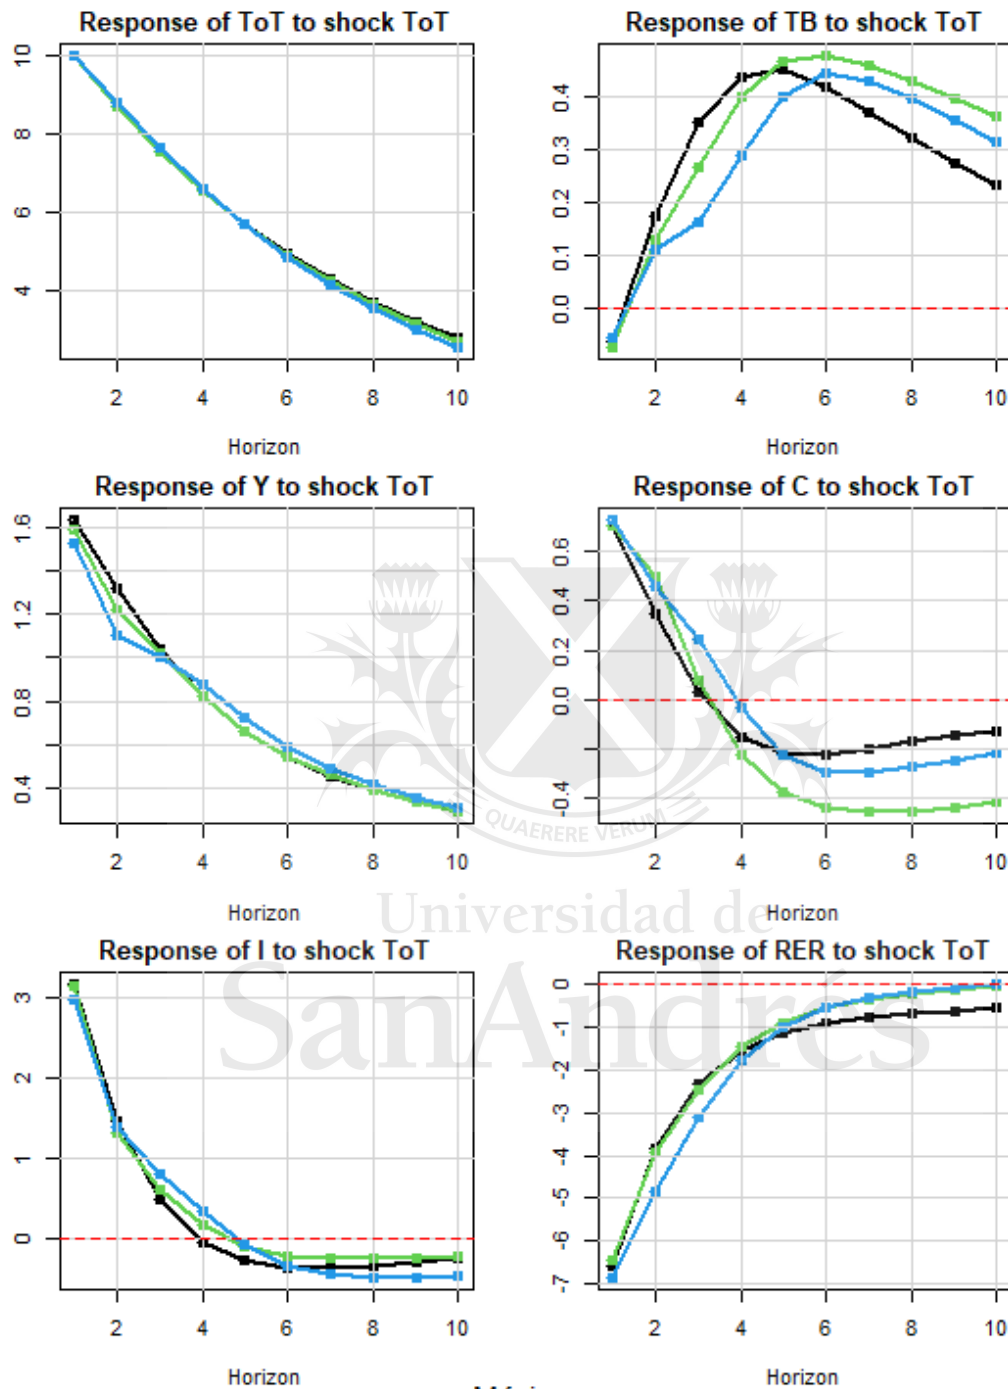 Response of ToT to shock ToT
Response of TB to shock ToT
10
8
6
4
2 4 6 8 10
Horizon
0.4
0.3
0.2
0.1
0.0
2 4 6 8 10
Horizon
Response of Y to shock ToT
Response of C to shock ToT
1.6
1.2
0.8
0.4
2 4 6 8 10
Horizon
0.6
0.4
0.2
0.0
-0.4
2 4 6 8 10
Horizon
QUAERERE VERUM
Universidad de
SanAndrés
Response of I to shock ToT
Response of RER to shock ToT
3
2
1
0
2 4 6 8 10
Horizon
0
-1
-2
-3
-4
-5
-6
-7
2 4 6 8 10
Horizon